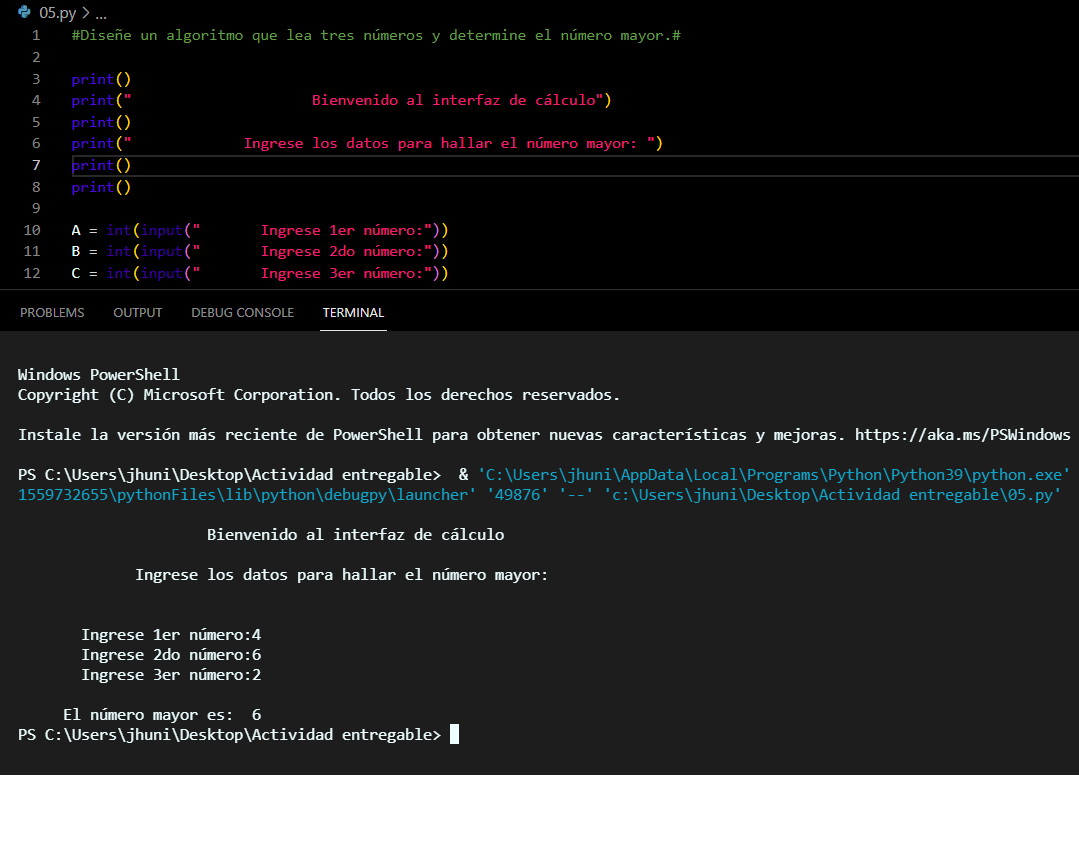 05.py > ...
1 #Diseñe un algoritmo que lea tres números y determine el número mayor.#
2
3 print()
4 print("                     Bienvenido al interfaz de cálculo")
5 print()
6 print("             Ingrese los datos para hallar el número mayor: ")
7 print()
8 print()
9
10 A = int(input("       Ingrese 1er número:"))
11 B = int(input("       Ingrese 2do número:"))
12 C = int(input("       Ingrese 3er número:"))
PROBLEMS OUTPUT DEBUG CONSOLE TERMINAL
Windows PowerShell
Copyright (C) Microsoft Corporation. Todos los derechos reservados.
Instale la versión más reciente de PowerShell para obtener nuevas características y mejoras. https://aka.ms/PSWindows
PS C:\Users\jhuni\Desktop\Actividad entregable>  & 'C:\Users\jhuni\AppData\Local\Programs\Python\Python39\python.exe'
1559732655\pythonFiles\lib\python\debugpy\launcher' '49876' '--' 'c:\Users\jhuni\Desktop\Actividad entregable\05.py'
Bienvenido al interfaz de cálculo
Ingrese los datos para hallar el número mayor:
Ingrese 1er número:4
Ingrese 2do número:6
Ingrese 3er número:2
El número mayor es:  6
PS C:\Users\jhuni\Desktop\Actividad entregable>